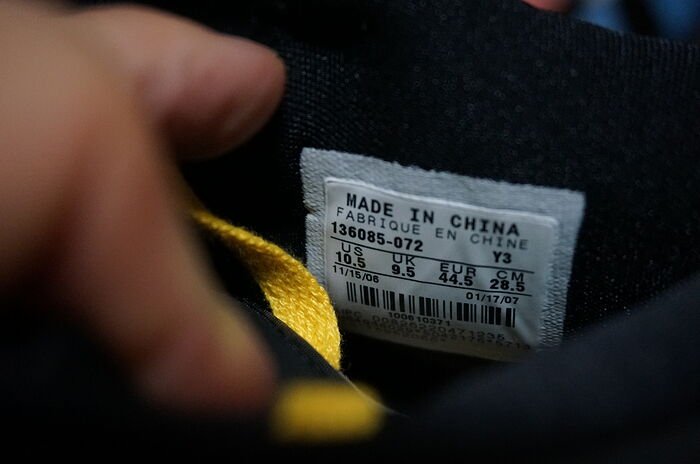 MADE IN CHINA
FABRIQUE EN CHINE
136085-072 Y3
US UK EUR CM
10.5 9.5 44.5 28.5
11/15/06 01/17/07
100610371